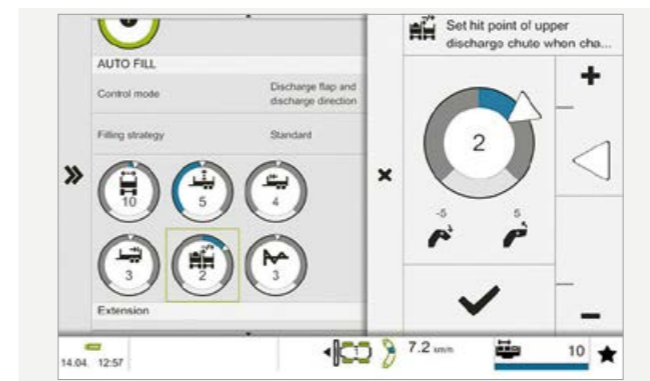 AUTO FILL
Control mode
Discharge flap and
discharge direction
Filling strategy
Standard
10
5
4
3
2
3
Extension
Set hit point of upper
discharge chute when cha...
+
2
-5
5
−
14.04. 12:57
1
7.2 km/h
10